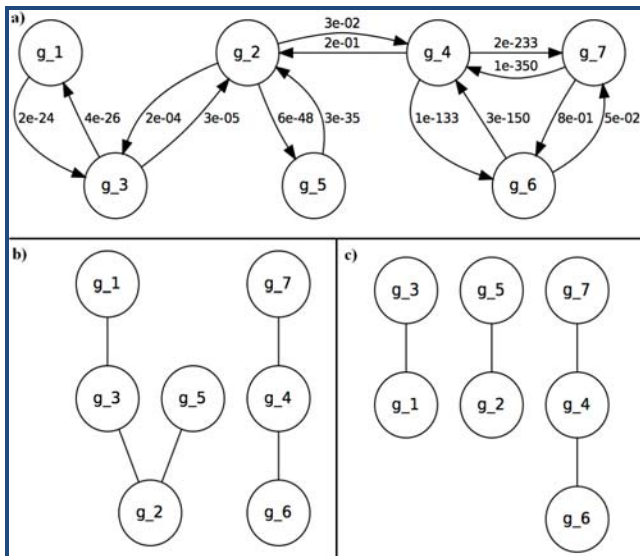 a)
3e-02
g_1
g_2
2e-01
g_4
2e-233
g_7
1e-350
2e-24
4e-26
2e-04
3e-05
6e-48
3e-35
1e-133
3e-150
8e-01
5e-02
g_3
g_5
g_6
b)
g_1
g_7
g_3
g_5
g_4
g_2
g_6
c)
g_3
g_5
g_7
g_1
g_2
g_4
g_6